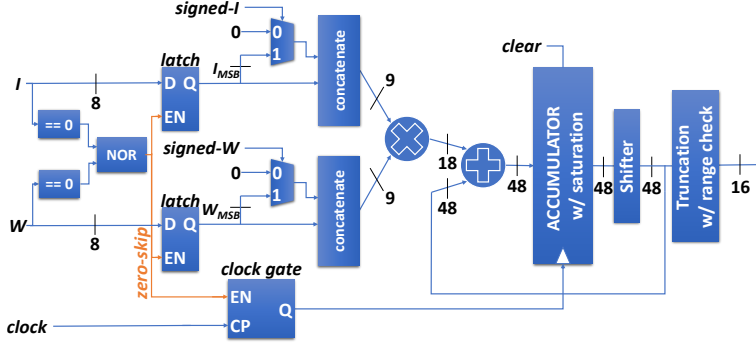 signed-I
0
0
1
latch
I
8
D Q
EN
IMSB
concatenate
9
== 0
NOR
== 0
signed-W
0
0
1
latch
W
8
D Q
EN
WMSB
concatenate
9
18
48
48
clear
ACCUMULATOR
w/ saturation
48
Shifter
48
Truncation
w/ range check
16
zero-skip
clock gate
EN
Q
CP
clock